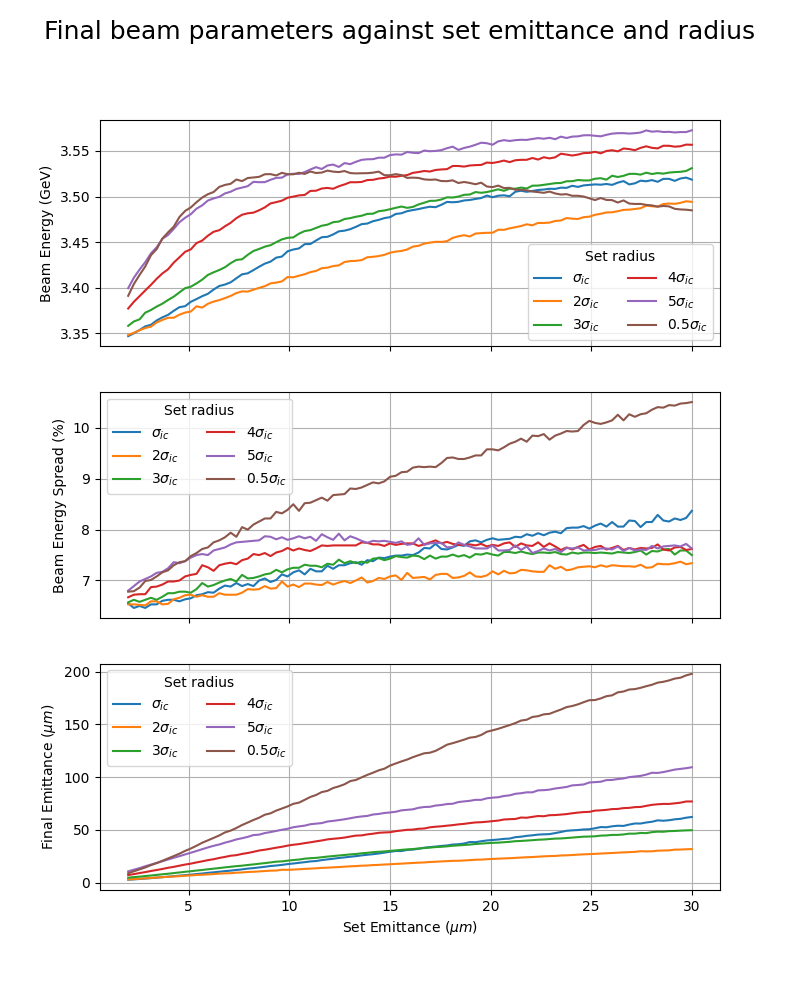 Final beam parameters against set emittance and radius
Beam Energy (GeV)
3.55
3.50
3.45
3.40
3.35
Set radius
σ_ic 4σ_ic
2σ_ic 5σ_ic
3σ_ic 0.5σ_ic
Beam Energy Spread (%)
10
9
8
7
Set radius
σ_ic 4σ_ic
2σ_ic 5σ_ic
3σ_ic 0.5σ_ic
Final Emittance (μm)
200
150
100
50
0
Set radius
σ_ic 4σ_ic
2σ_ic 5σ_ic
3σ_ic 0.5σ_ic
5 10 15 20 25 30
Set Emittance (μm)